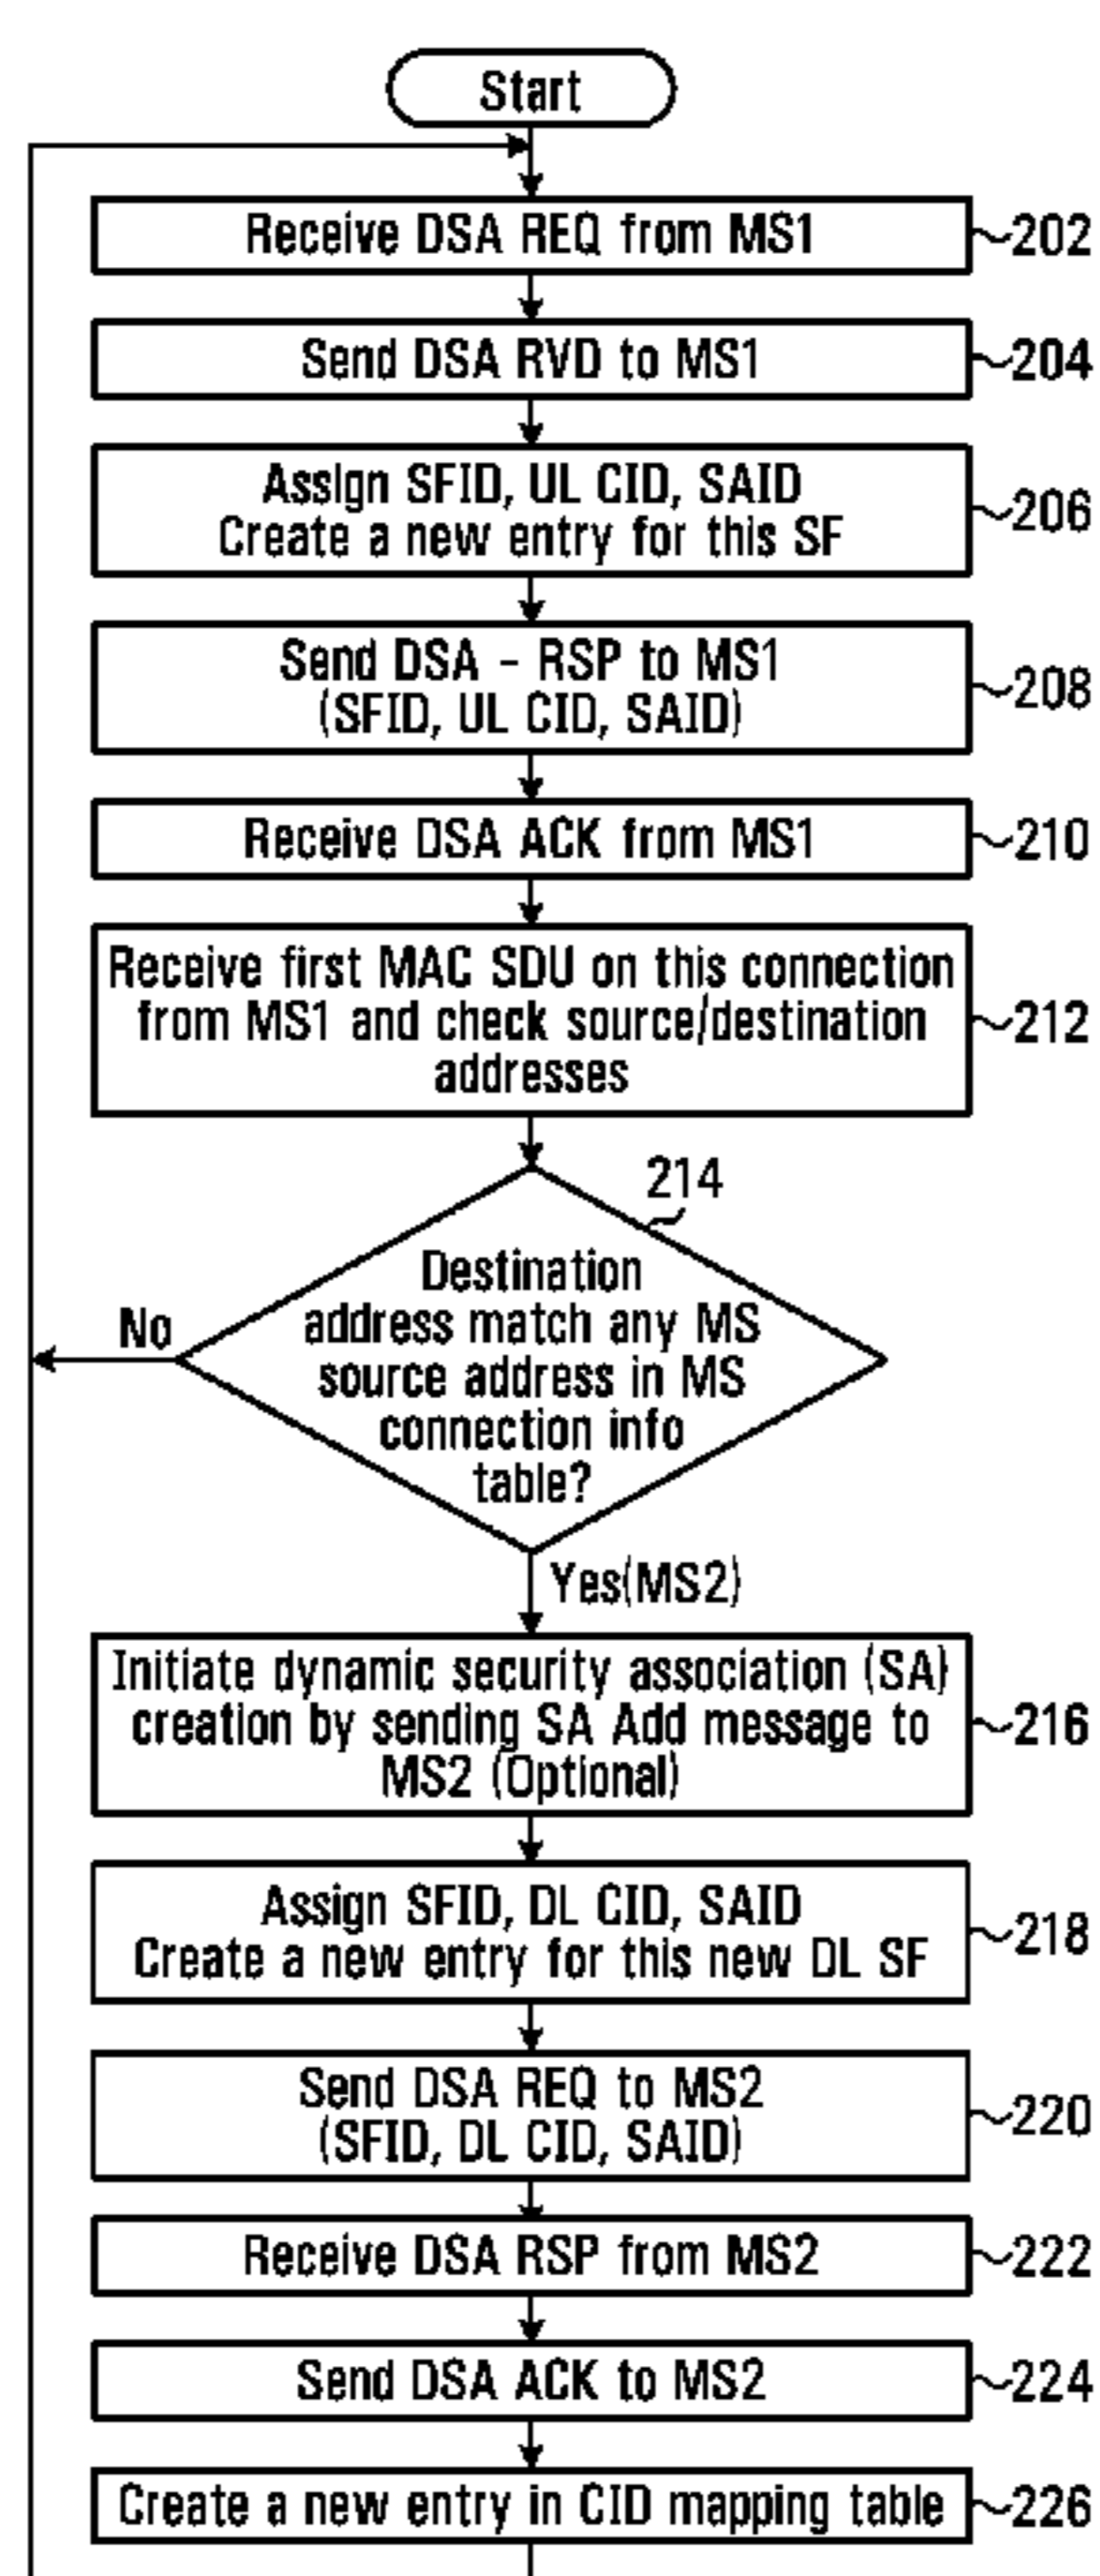 Start
Receive DSA REQ from MS1
202
Send DSA RVD to MS1
204
Assign SFID, UL CID, SAID
Create a new entry for this SF
206
Send DSA - RSP to MS1
(SFID, UL CID, SAID)
208
Receive DSA ACK from MS1
210
Receive first MAC SDU on this connection
from MS1 and check source/destination
addresses
212
214
Destination
address match any MS
source address in MS
connection info
table?
No
Yes(MS2)
Initiate dynamic security association (SA)
creation by sending SA Add message to
MS2 (Optional)
216
Assign SFID, DL CID, SAID
Create a new entry for this new DL SF
218
Send DSA REQ to MS2
(SFID, DL CID, SAID)
220
Receive DSA RSP from MS2
222
Send DSA ACK to MS2
224
Create a new entry in CID mapping table
226